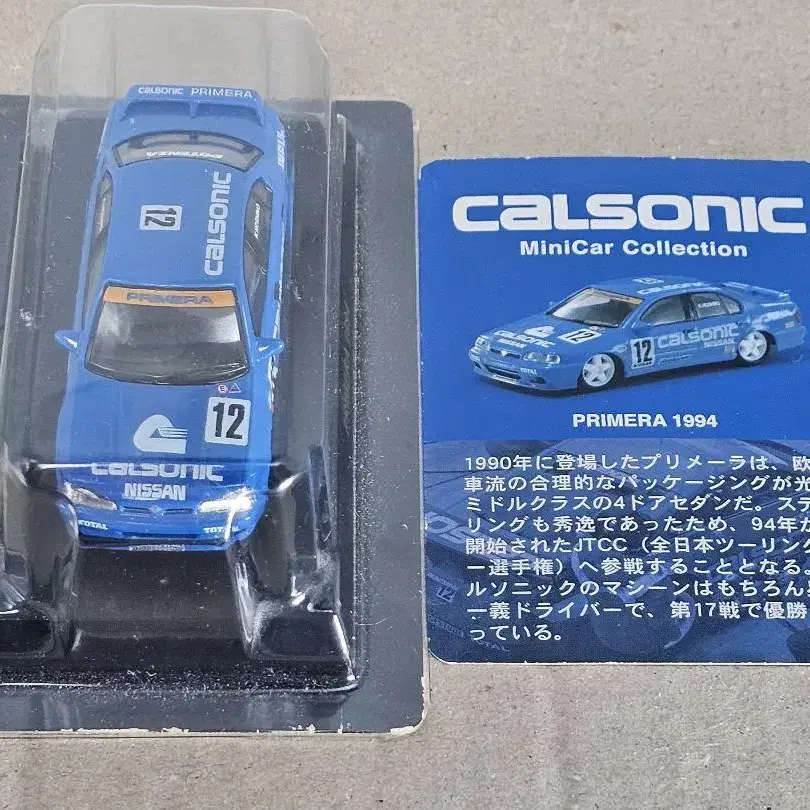 CALSONIC PRIMERA
POTENZA
12
CALSONIC
PRIMERA
12
CALSONIC
NISSAN
TOTAL
CALSONIC
MiniCar Collection
12
12
CALSONIC
NISSAN
TOTAL
PRIMERA 1994
1990年に登場したプリメーラは、欧
車流の合理的なパッケージングが光
ミドルクラスの4ドアセダンだ。ステ
リングも秀逸であったため、94年か
開始されたJTCC（全日本ツーリング
ー選手権）へ参戦することとなる。
ルソニックのマシーンはもちろん
一義ドライバーで、第17戦で優勝
っている。
12
TOTAL